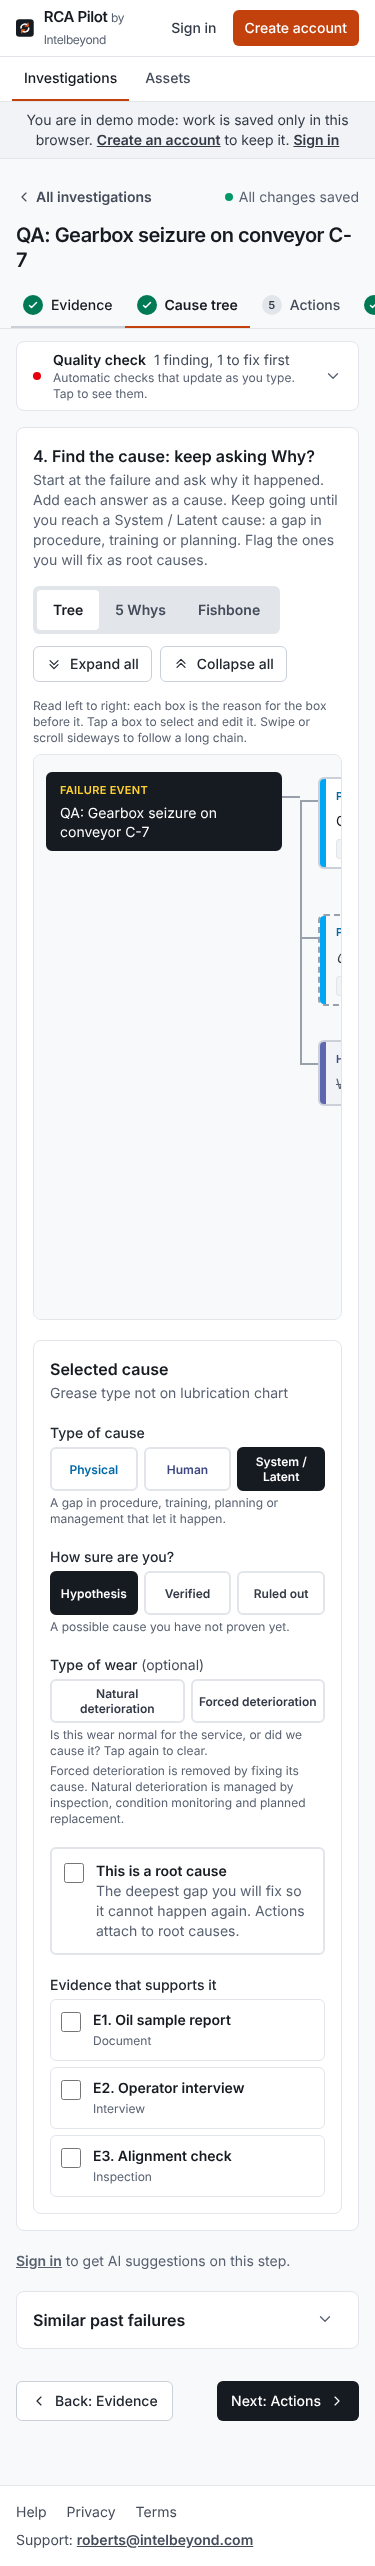 RCA Pilot by
Intelbeyond
Sign in
Create account
Investigations
Assets
You are in demo mode: work is saved only in this
browser. Create an account to keep it. Sign in
All investigations
All changes saved
QA: Gearbox seizure on conveyor C-
7
Evidence
Cause tree
5 Actions
Quality check 1 finding, 1 to fix first
Automatic checks that update as you type.
Tap to see them.
4. Find the cause: keep asking Why?
Start at the failure and ask why it happened.
Add each answer as a cause. Keep going until
you reach a System / Latent cause: a gap in
procedure, training or planning. Flag the ones
you will fix as root causes.
Tree
5 Whys
Fishbone
Expand all
Collapse all
Read left to right: each box is the reason for the box
before it. Tap a box to select and edit it. Swipe or
scroll sideways to follow a long chain.
FAILURE EVENT
QA: Gearbox seizure on
conveyor C-7
Selected cause
Grease type not on lubrication chart
Type of cause
Physical
Human
System /
Latent
A gap in procedure, training, planning or
management that let it happen.
How sure are you?
Hypothesis
Verified
Ruled out
A possible cause you have not proven yet.
Type of wear (optional)
Natural
deterioration
Forced deterioration
Is this wear normal for the service, or did we
cause it? Tap again to clear.
Forced deterioration is removed by fixing its
cause. Natural deterioration is managed by
inspection, condition monitoring and planned
replacement.
This is a root cause
The deepest gap you will fix so
it cannot happen again. Actions
attach to root causes.
Evidence that supports it
E1. Oil sample report
Document
E2. Operator interview
Interview
E3. Alignment check
Inspection
Sign in to get AI suggestions on this step.
Similar past failures
Back: Evidence
Next: Actions
Help
Privacy
Terms
Support: roberts@intelbeyond.com